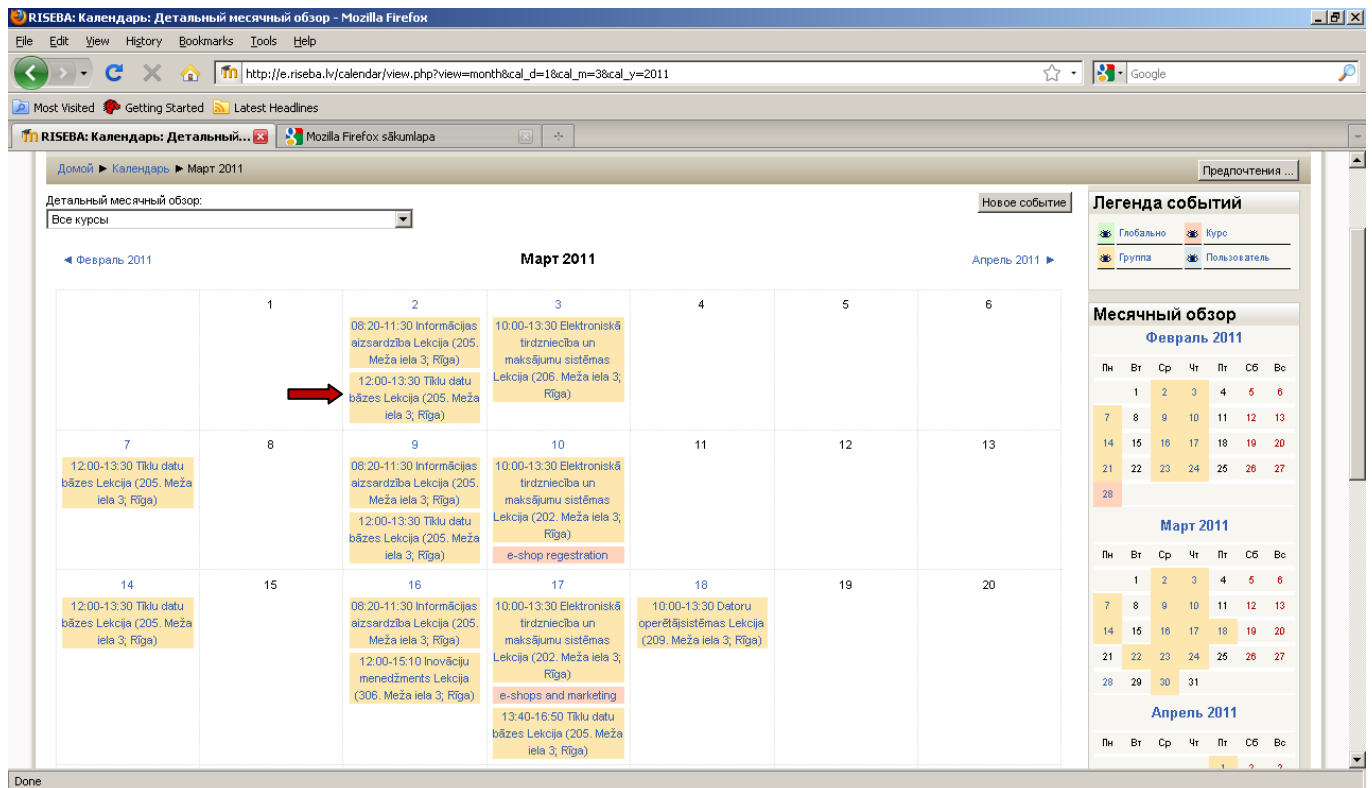 RISEBA: Календарь: Детальный месячный обзор - Mozilla Firefox
File Edit View History Bookmarks Tools Help
http://e.riseba.lv/calendar/view.php?view=month&cal_d=1&cal_m=3&cal_y=2011
Google
Most Visited Getting Started Latest Headlines
RISEBA: Календарь: Детальный... Mozilla Firefox sākumlapa
Домой ► Календарь ► Март 2011
Предпочтения ...
Детальный месячный обзор:
Все курсы
Новое событие
◄ Февраль 2011
Март 2011
Апрель 2011 ►
1 2 3 4 5 6
08:20-11:30 Informācijas
aizsardzība Lekcija (205.
Meža iela 3; Rīga)
12:00-13:30 Tīklu datu
bāzes Lekcija (205. Meža
iela 3; Rīga)
10:00-13:30 Elektroniskā
tirdzniecība un
maksājumu sistēmas
Lekcija (206. Meža iela 3;
Rīga)
7 8 9 10 11 12 13
12:00-13:30 Tīklu datu
bāzes Lekcija (205. Meža
iela 3; Rīga)
08:20-11:30 Informācijas
aizsardzība Lekcija (205.
Meža iela 3; Rīga)
12:00-13:30 Tīklu datu
bāzes Lekcija (205. Meža
iela 3; Rīga)
10:00-13:30 Elektroniskā
tirdzniecība un
maksājumu sistēmas
Lekcija (202. Meža iela 3;
Rīga)
e-shop regestration
14 15 16 17 18 19 20
12:00-13:30 Tīklu datu
bāzes Lekcija (205. Meža
iela 3; Rīga)
08:20-11:30 Informācijas
aizsardzība Lekcija (205.
Meža iela 3; Rīga)
12:00-15:10 Inovāciju
menedžments Lekcija
(306. Meža iela 3; Rīga)
10:00-13:30 Elektroniskā
tirdzniecība un
maksājumu sistēmas
Lekcija (202. Meža iela 3;
Rīga)
e-shops and marketing
13:40-16:50 Tīklu datu
bāzes Lekcija (205. Meža
iela 3; Rīga)
10:00-13:30 Datoru
operētājsistēmas Lekcija
(209. Meža iela 3; Rīga)
Легенда событий
Глобально Курс
Группа Пользователь
Месячный обзор
Февраль 2011
Пн Вт Ср Чт Пт Сб Вс
1 2 3 4 5 6
7 8 9 10 11 12 13
14 15 16 17 18 19 20
21 22 23 24 25 26 27
28
Март 2011
Пн Вт Ср Чт Пт Сб Вс
1 2 3 4 5 6
7 8 9 10 11 12 13
14 15 16 17 18 19 20
21 22 23 24 25 26 27
28 29 30 31
Апрель 2011
Пн Вт Ср Чт Пт Сб Вс
Done